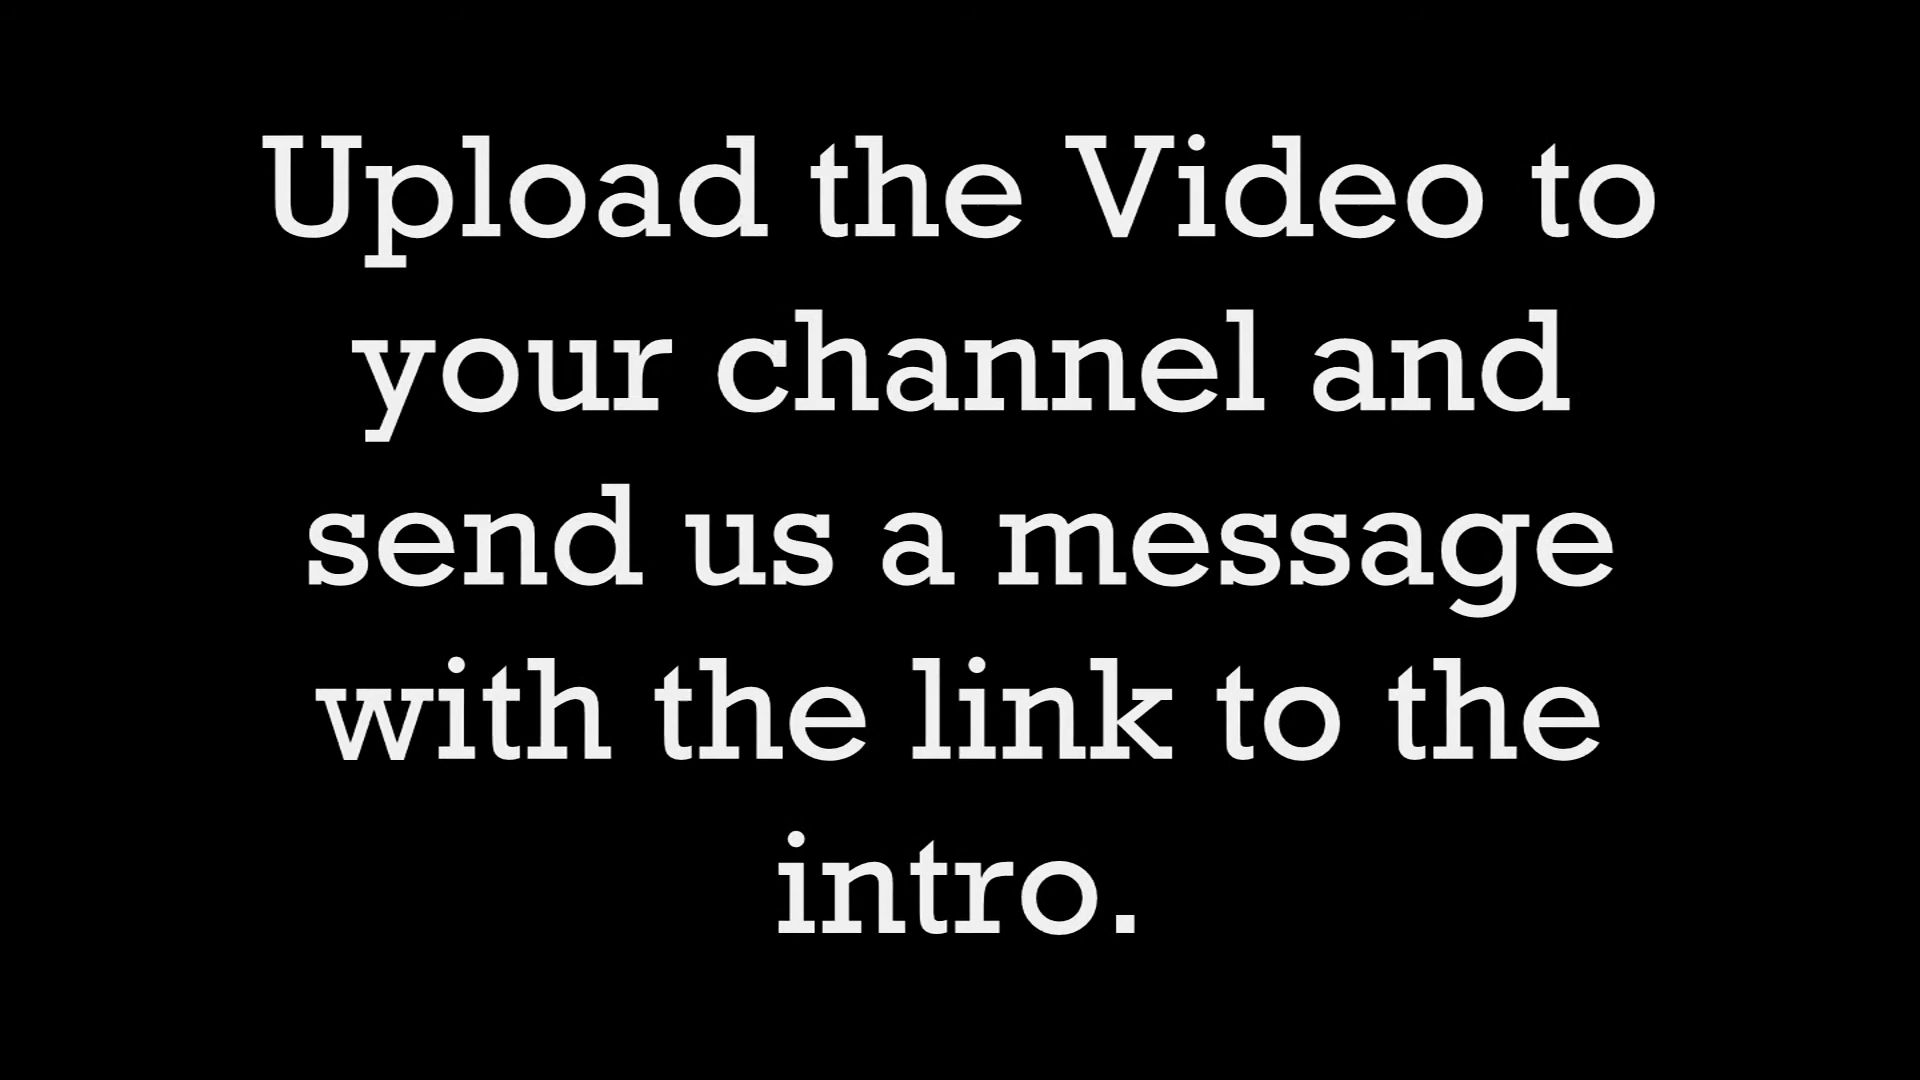 Upload the Video to
your channel and
send us a message
with the link to the
intro.